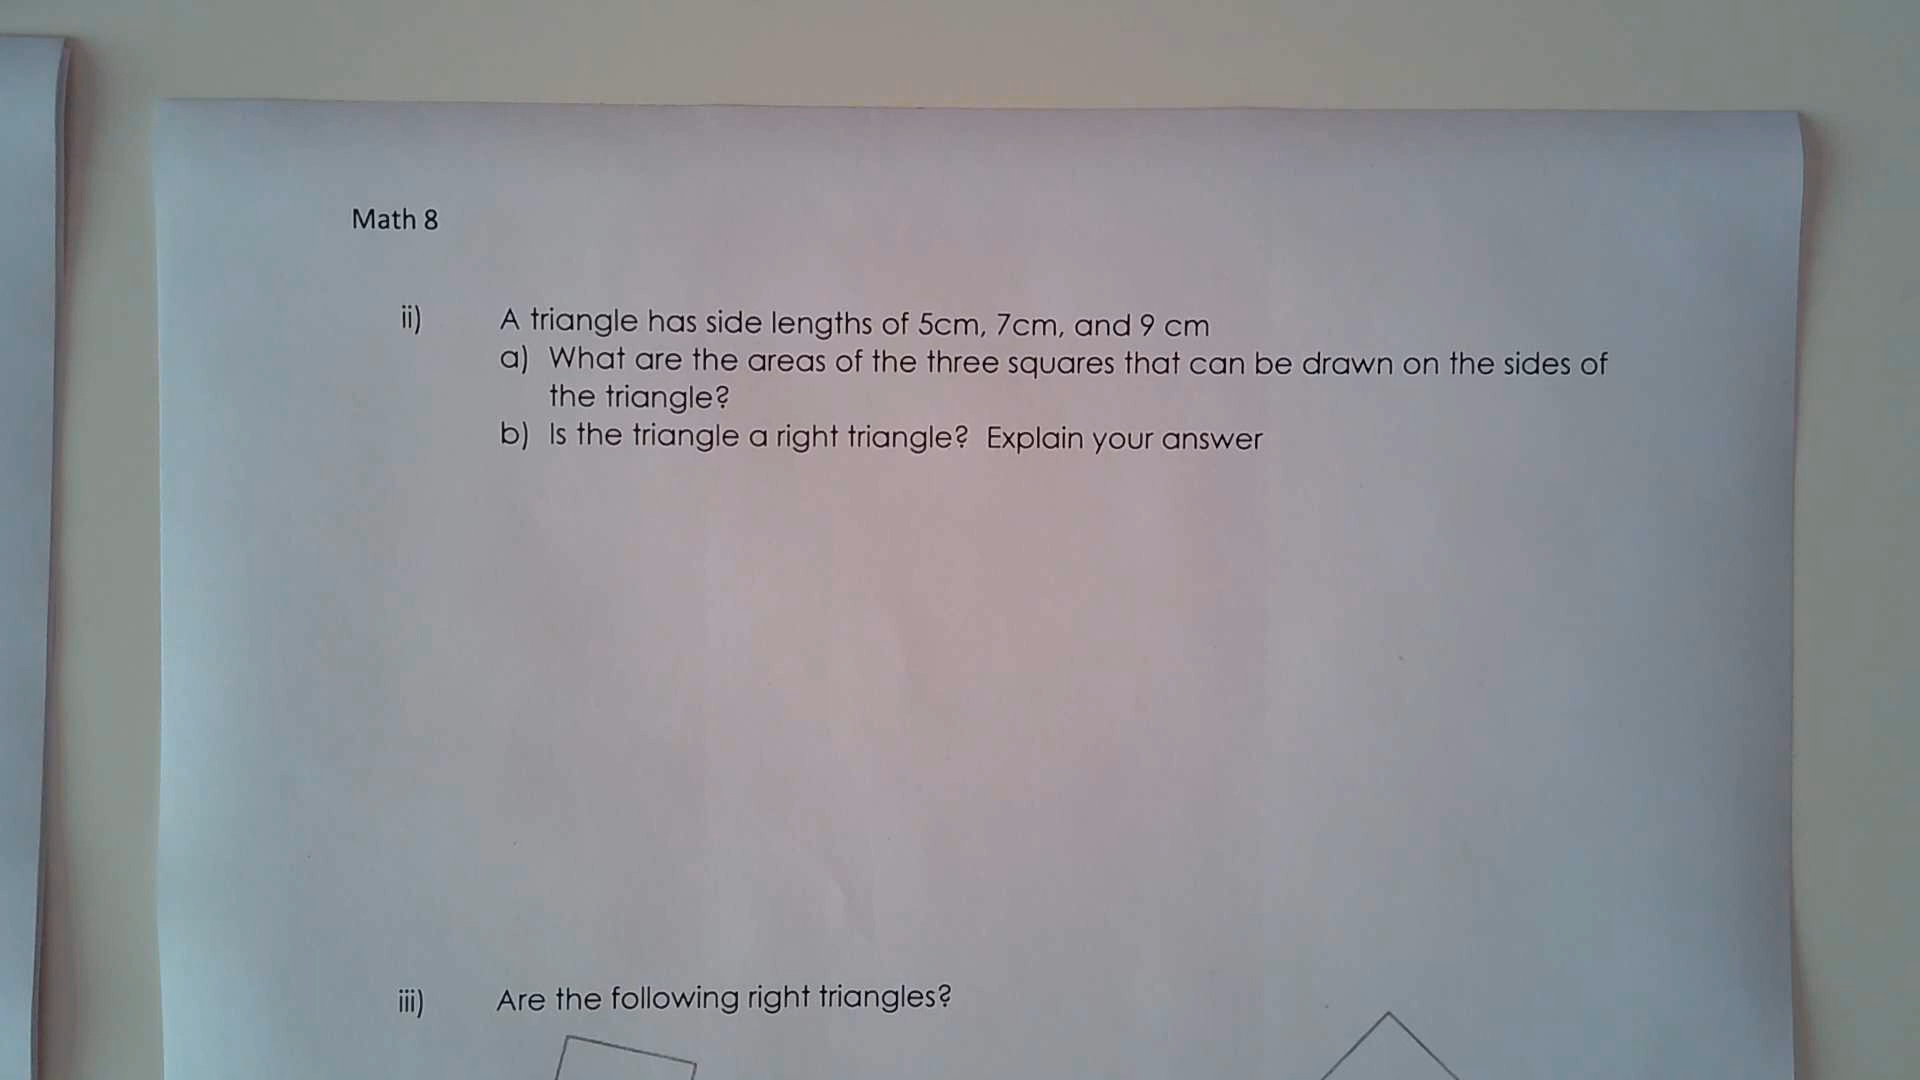 Math 8
ii) A triangle has side lengths of 5cm, 7cm, and 9 cm
a) What are the areas of the three squares that can be drawn on the sides of
the triangle?
b) Is the triangle a right triangle? Explain your answer
iii) Are the following right triangles?